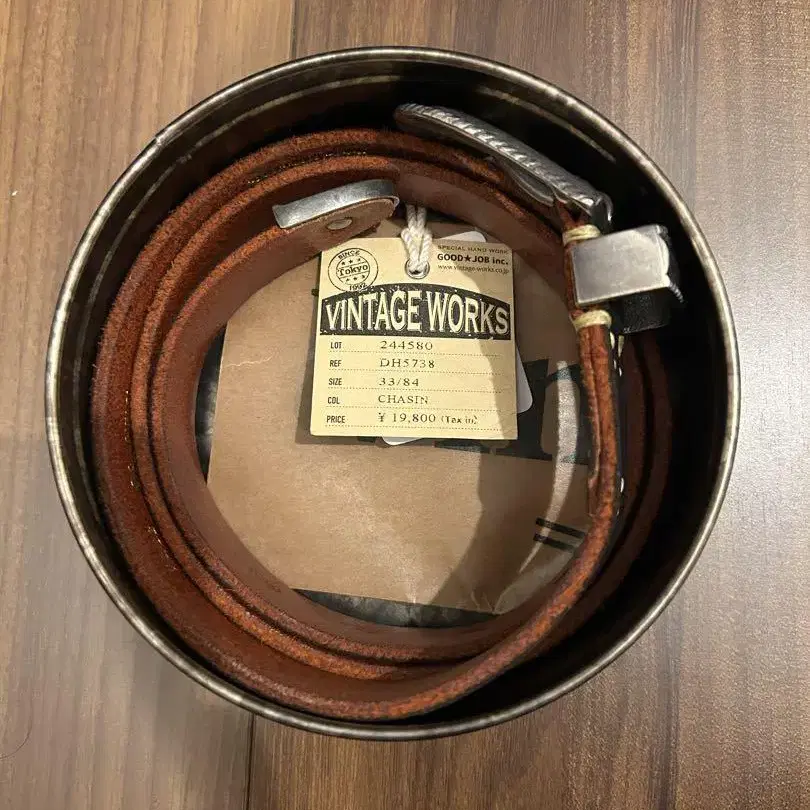 SINCE
Tokyo
SPECIAL HAND WORK
GOOD★JOB inc.
www.vintage-works.co.jp
VINTAGE WORKS
LOT 244580
REF DH5738
SIZE 33/84
COL CHASIN
PRICE ¥ 19,800 (Tax in)